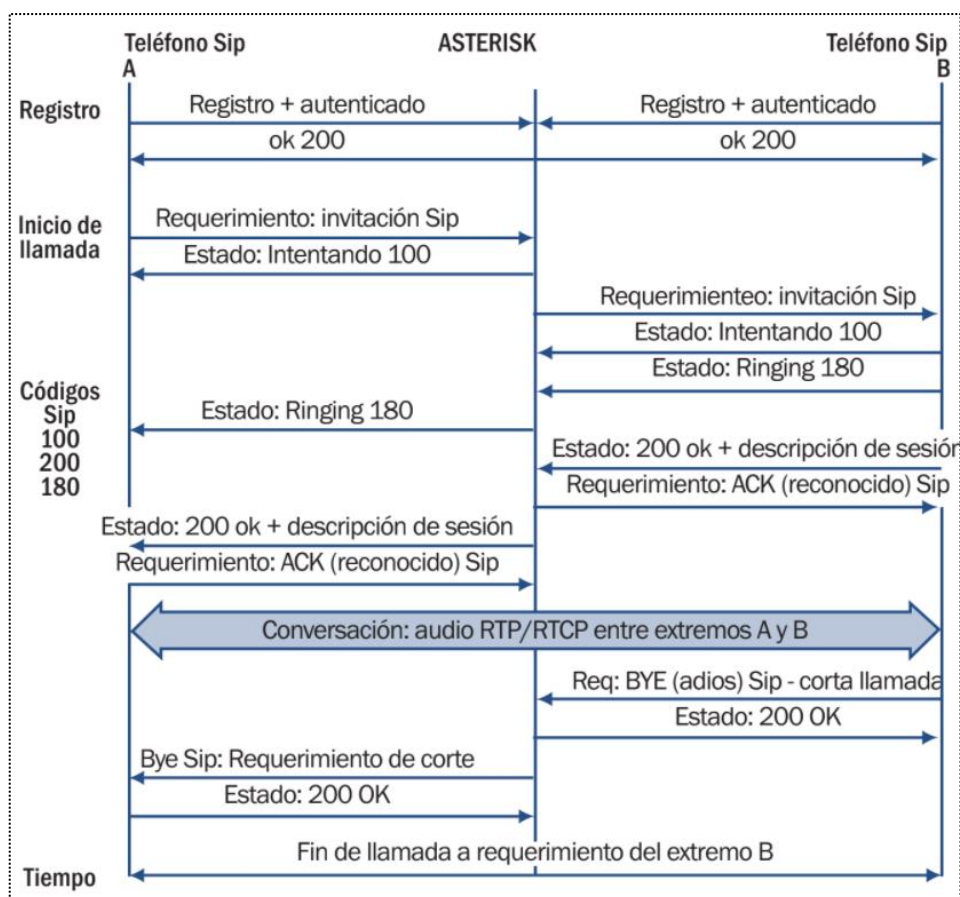 Teléfono Sip
A
ASTERISK
Teléfono Sip
B
Registro
Registro + autenticado
Registro + autenticado
ok 200
ok 200
Inicio de
llamada
Requerimiento: invitación Sip
Estado: Intentando 100
Requerimienteo: invitación Sip
Estado: Intentando 100
Estado: Ringing 180
Códigos
Sip
100
200
180
Estado: Ringing 180
Estado: 200 ok + descripción de sesión
Requerimiento: ACK (reconocido) Sip
Estado: 200 ok + descripción de sesión
Requerimiento: ACK (reconocido) Sip
Conversación: audio RTP/RTCP entre extremos A y B
Req: BYE (adios) Sip - corta llamada
Estado: 200 OK
Bye Sip: Requerimiento de corte
Estado: 200 OK
Fin de llamada a requerimiento del extremo B
Tiempo